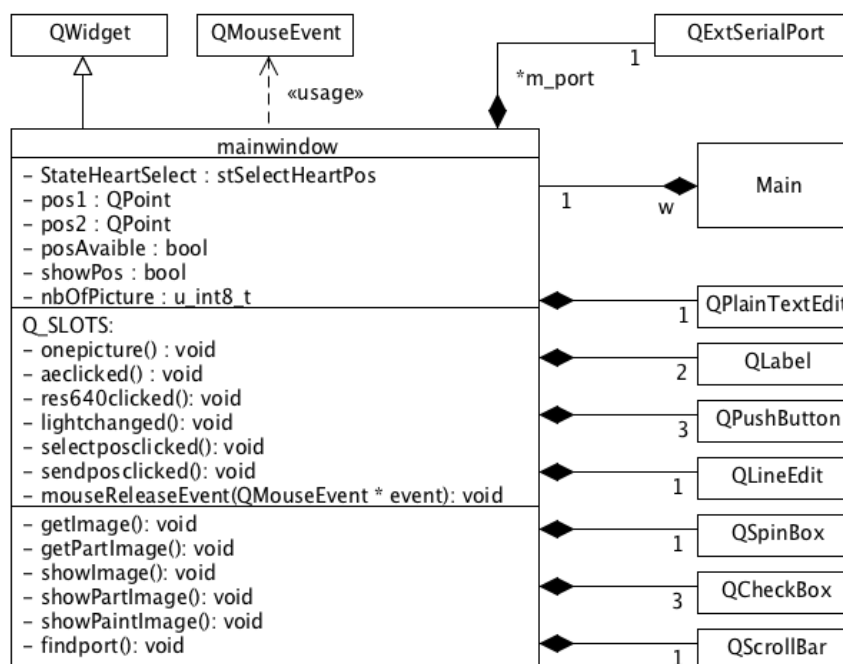 QWidget
QMouseEvent
QExtSerialPort
1
*m_port
«usage»
mainwindow
- StateHeartSelect : stSelectHeartPos
- pos1 : QPoint
- pos2 : QPoint
- posAvaible : bool
- showPos : bool
- nbOfPicture : u_int8_t
Q_SLOTS:
- onepicture() : void
- aeclicked() : void
- res640clicked(): void
- lightchanged(): void
- selectposclicked(): void
- sendposclicked(): void
- mouseReleaseEvent(QMouseEvent * event): void
- getImage(): void
- getPartImage(): void
- showImage(): void
- showPartImage(): void
- showPaintImage(): void
- findport(): void
Main
1
w
QPlainTextEdit
1
QLabel
2
QPushButton
3
QLineEdit
1
QSpinBox
1
QCheckBox
3
QScrollBar
1